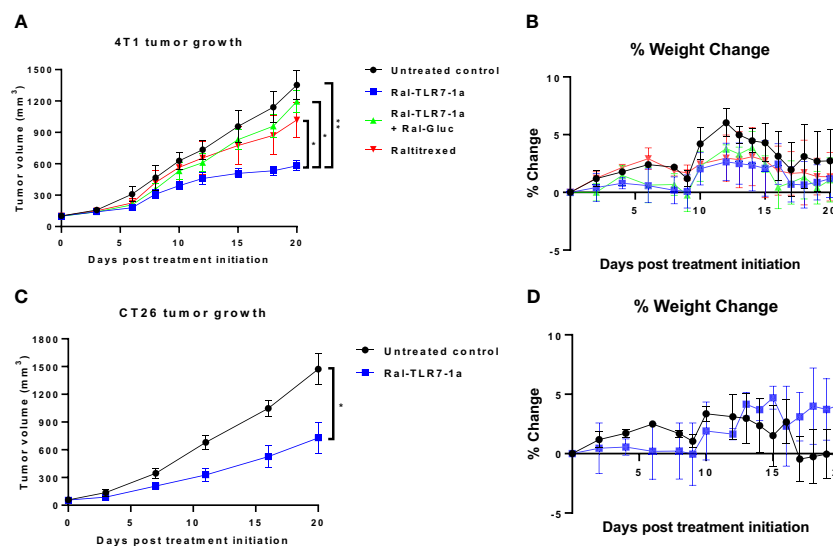 A
4T1 tumor growth
Tumor volume (mm³)
1500
1200
900
600
300
0
0
5
10
15
20
Days post treatment initiation
*
*
**
Untreated control
Ral-TLR7-1a
Ral-TLR7-1a
+ Ral-Gluc
Raltitrexed
B
% Weight Change
% Change
10
5
0
-5
5
10
15
20
Days post treatment initiation
C
CT26 tumor growth
Tumor volume (mm³)
1800
1500
1200
900
600
300
0
0
5
10
15
20
Days post treatment initiation
*
Untreated control
Ral-TLR7-1a
D
% Weight Change
% Change
10
5
0
-5
5
10
15
Days post treatment initiation